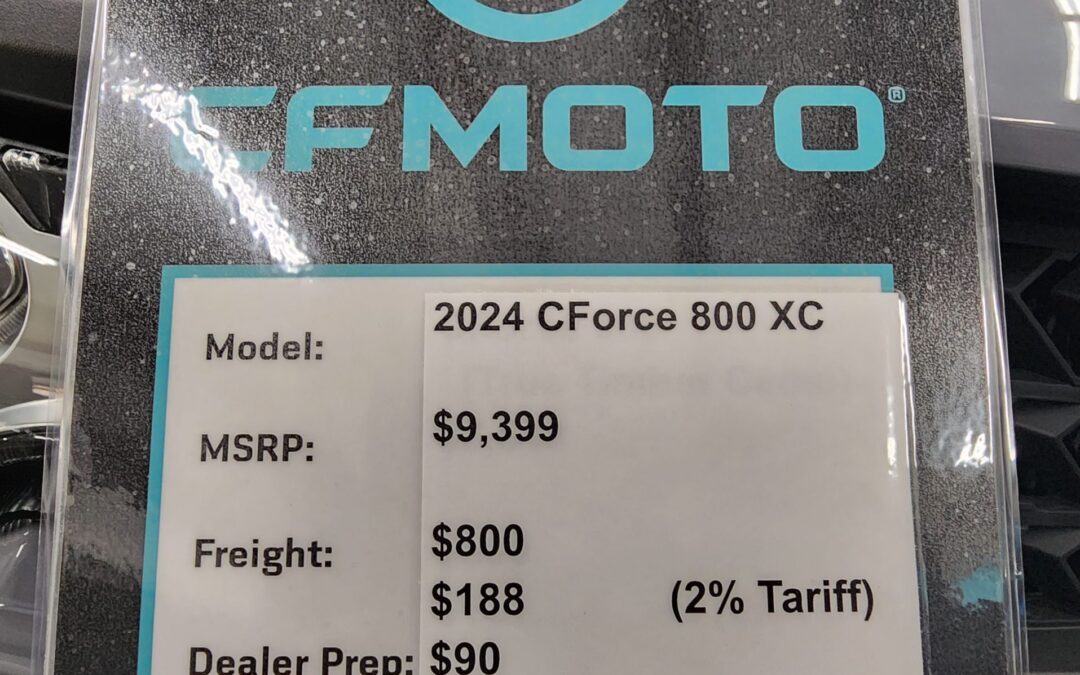 CFMOTO®
Model: 2024 CForce 800 XC
MSRP: $9,399
Freight: $800
$188 (2% Tariff)
Dealer Prep: $90